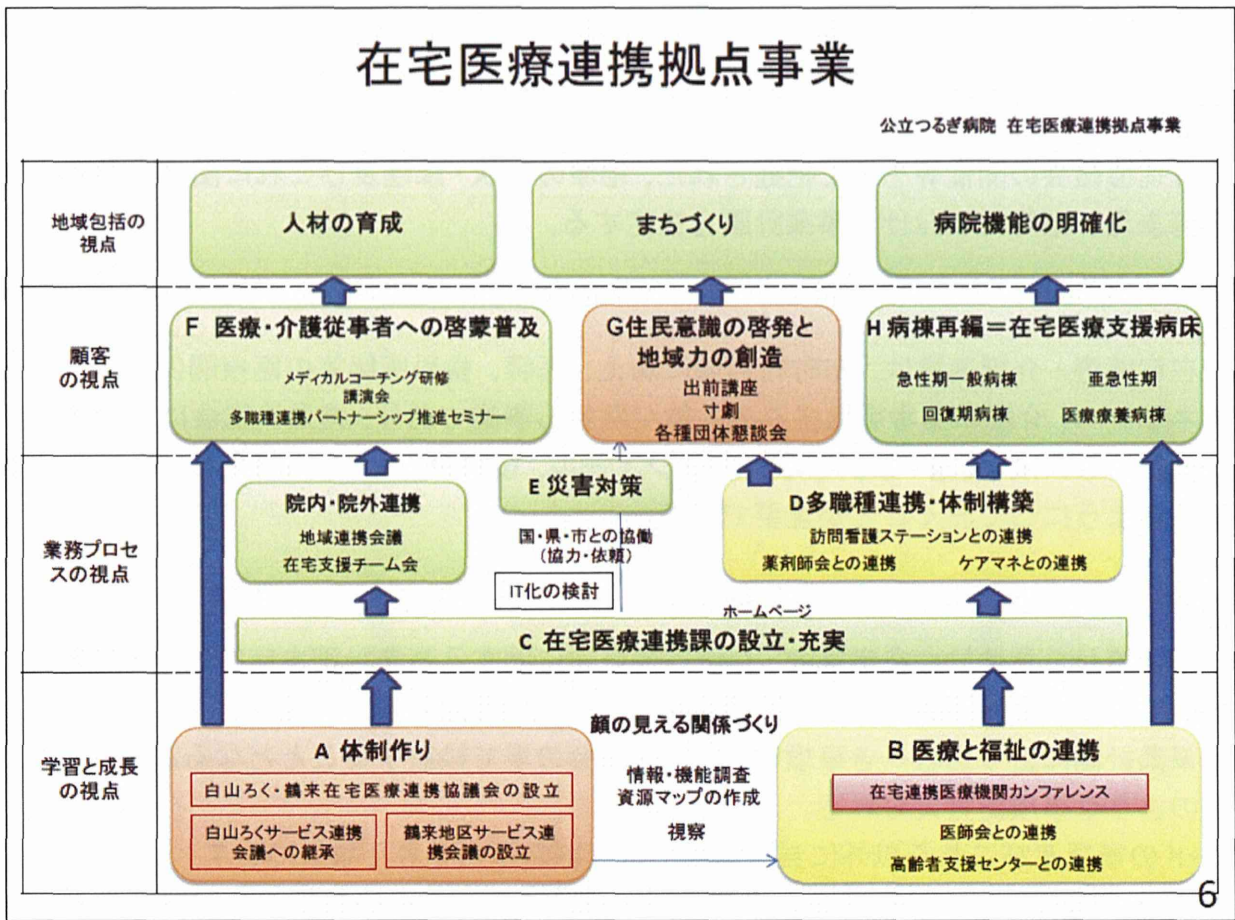 在宅医療連携拠点事業
公立つるぎ病院 在宅医療連携拠点事業
地域包括の
視点
人材の育成
まちづくり
病院機能の明確化
顧客
の視点
F 医療・介護従事者への啓蒙普及
メディカルコーチング研修
講演会
多職種連携パートナーシップ推進セミナー
G住民意識の啓発と
地域力の創造
出前講座
寸劇
各種団体懇談会
H 病棟再編=在宅医療支援病床
急性期一般病棟 亜急性期
回復期病棟 医療療養病棟
業務プロセ
スの視点
院内・院外連携
地域連携会議
在宅支援チーム会
E 災害対策
国・県・市との協働
(協力・依頼)
IT化の検討
D多職種連携・体制構築
訪問看護ステーションとの連携
薬剤師会との連携 ケアマネとの連携
ホームページ
C 在宅医療連携課の設立・充実
学習と成長
の視点
A 体制作り
白山ろく・鶴来在宅医療連携協議会の設立
白山ろくサービス連携
会議への継承
鶴来地区サービス連
携会議の設立
顔の見える関係づくり
情報・機能調査
資源マップの作成
視察
B 医療と福祉の連携
在宅連携医療機関カンファレンス
医師会との連携
高齢者支援センターとの連携
6